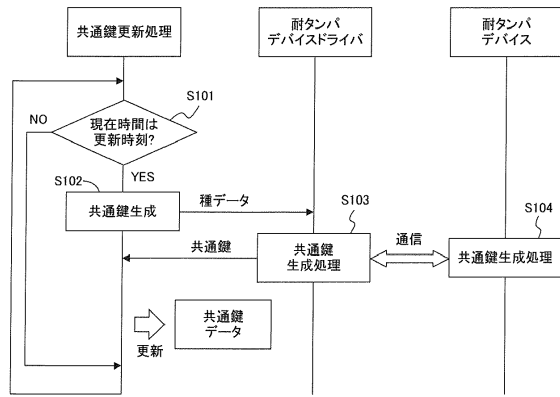 共通鍵更新処理
耐タンパ
デバイスドライバ
耐タンパ
デバイス
S101
NO
現在時間は
更新時刻?
YES
S102
共通鍵生成
種データ
S103
S104
共通鍵
共通鍵
生成処理
通信
共通鍵生成処理
更新
共通鍵
データ